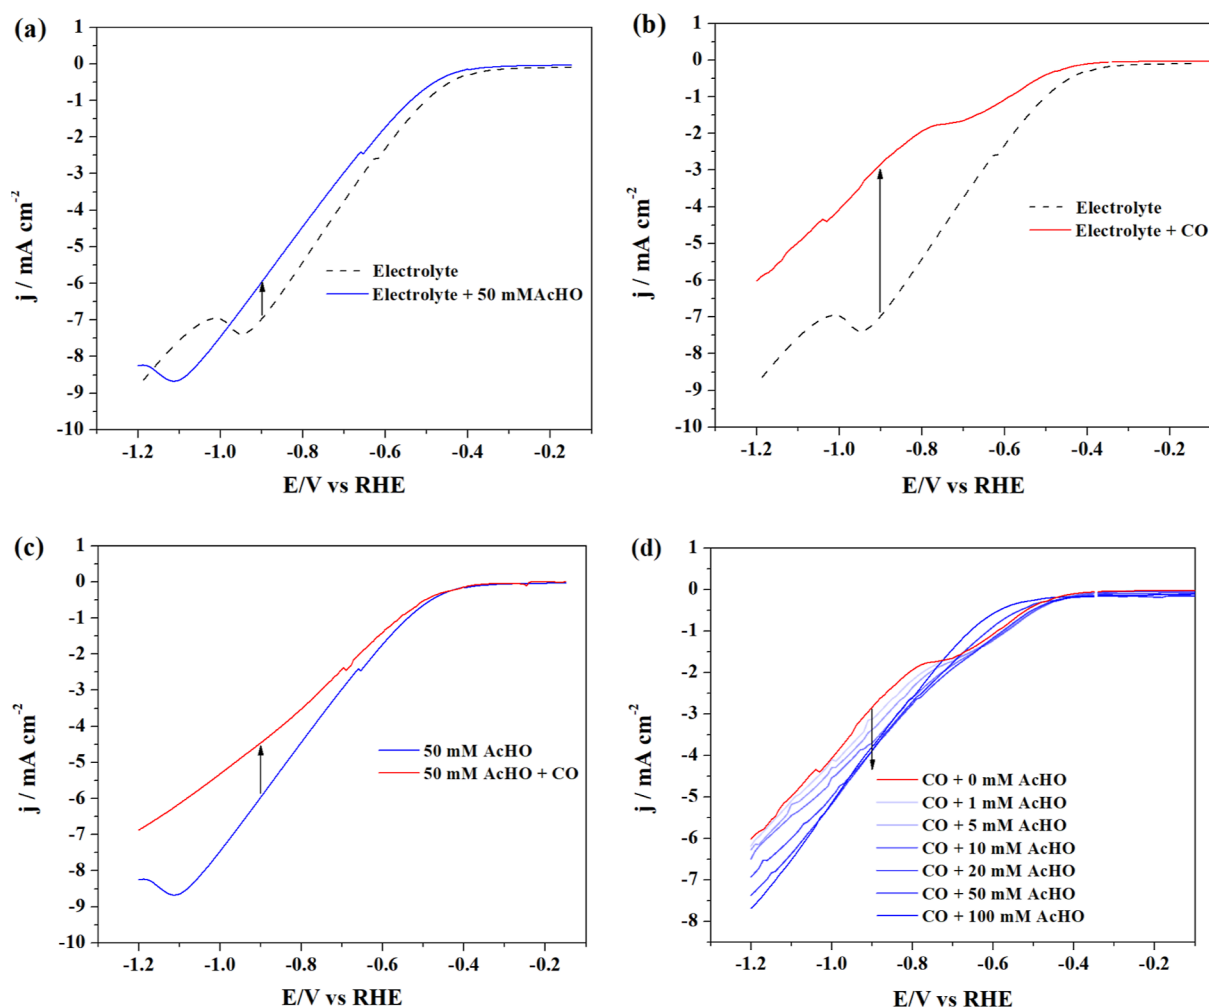 (a)
1
0
-1
-2
-3
-4
-5
-6
-7
-8
-9
-10
j / mA cm-2
Electrolyte
Electrolyte + 50 mMAcHO
-1.2
-1.0
-0.8
-0.6
-0.4
-0.2
E/V vs RHE
(b)
1
0
-1
-2
-3
-4
-5
-6
-7
-8
-9
-10
j / mA cm-2
Electrolyte
Electrolyte + CO
-1.2
-1.0
-0.8
-0.6
-0.4
-0.2
E/V vs RHE
(c)
1
0
-1
-2
-3
-4
-5
-6
-7
-8
-9
-10
j / mA cm-2
50 mM AcHO
50 mM AcHO + CO
-1.2
-1.0
-0.8
-0.6
-0.4
-0.2
E/V vs RHE
(d)
1
0
-1
-2
-3
-4
-5
-6
-7
-8
j / mA cm-2
CO + 0 mM AcHO
CO + 1 mM AcHO
CO + 5 mM AcHO
CO + 10 mM AcHO
CO + 20 mM AcHO
CO + 50 mM AcHO
CO + 100 mM AcHO
-1.2
-1.0
-0.8
-0.6
-0.4
-0.2
E/V vs RHE